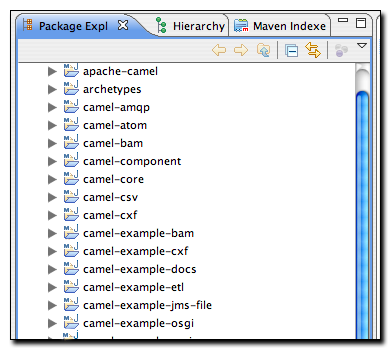 Package Expl Hierarchy Maven Indexe
apache-camel
archetypes
camel-amqp
camel-atom
camel-bam
camel-component
camel-core
camel-csv
camel-cxf
camel-example-bam
camel-example-cxf
camel-example-docs
camel-example-etl
camel-example-jms-file
camel-example-osgi